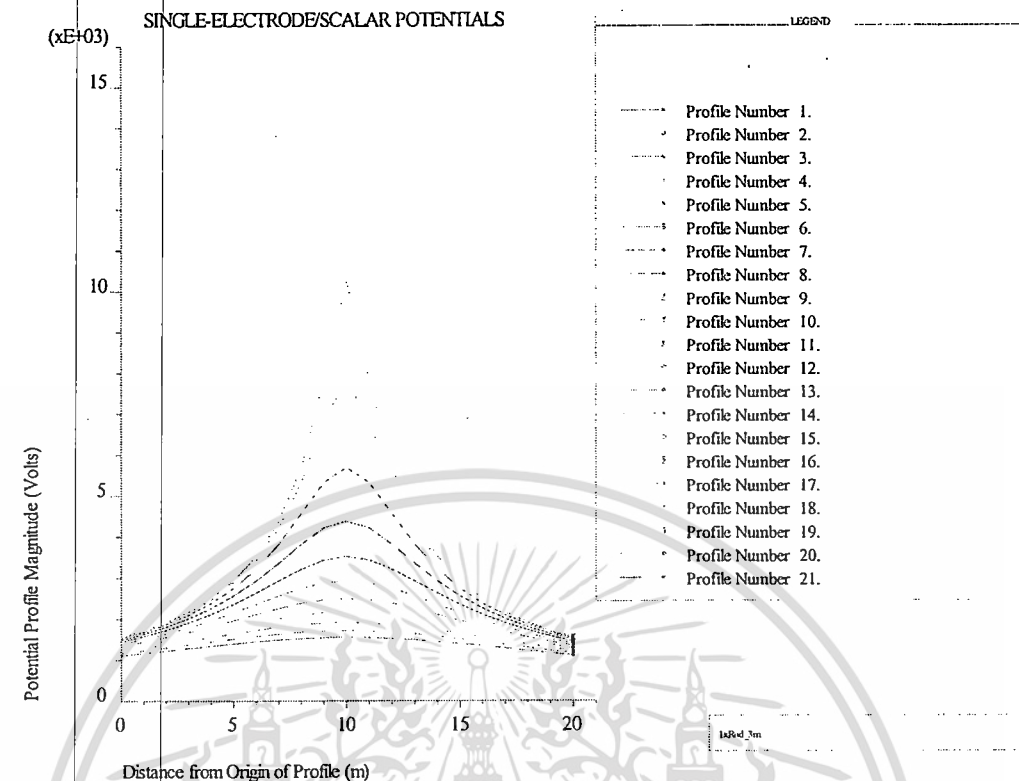 SINGLE-ELECTRODE/SCALAR POTENTIALS
(xE+03)
15
10
5
0
0 5 10 15 20
Potential Profile Magnitude (Volts)
Distance from Origin of Profile (m)
LEGEND
Profile Number 1.
Profile Number 2.
Profile Number 3.
Profile Number 4.
Profile Number 5.
Profile Number 6.
Profile Number 7.
Profile Number 8.
Profile Number 9.
Profile Number 10.
Profile Number 11.
Profile Number 12.
Profile Number 13.
Profile Number 14.
Profile Number 15.
Profile Number 16.
Profile Number 17.
Profile Number 18.
Profile Number 19.
Profile Number 20.
Profile Number 21.
1xRod_3m